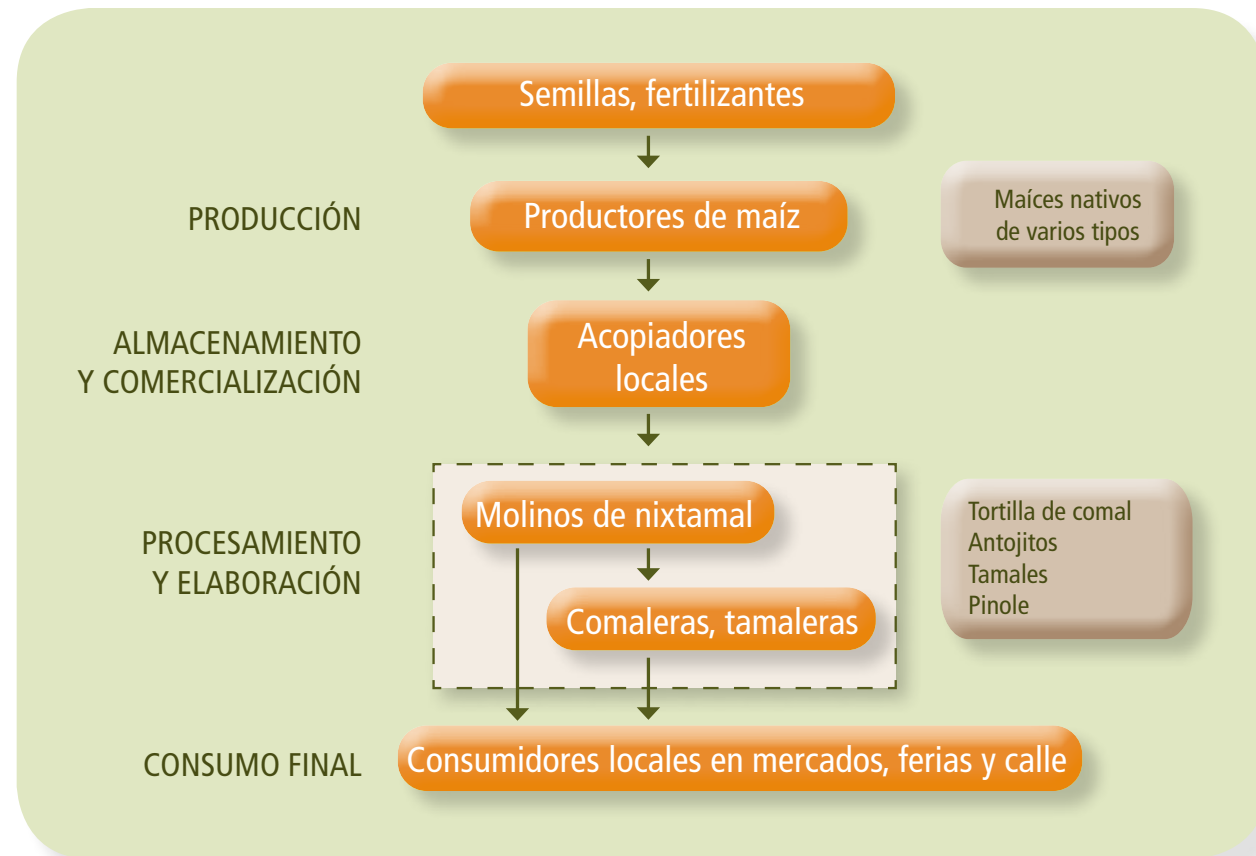 Semillas, fertilizantes
PRODUCCIÓN
Productores de maíz
Maíces nativos
de varios tipos
ALMACENAMIENTO
Y COMERCIALIZACIÓN
Acopiadores
locales
PROCESAMIENTO
Y ELABORACIÓN
Molinos de nixtamal
Comaleras, tamaleras
Tortilla de comal
Antojitos
Tamales
Pinole
CONSUMO FINAL
Consumidores locales en mercados, ferias y calle